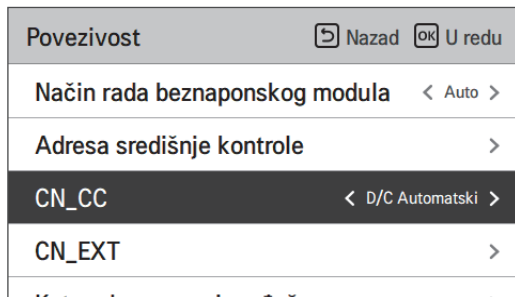 Povezivost Nazad OK U redu
Način rada beznaponskog modula < Auto >
Adresa središnje kontrole >
CN_CC < D/C Automatski >
CN_EXT >